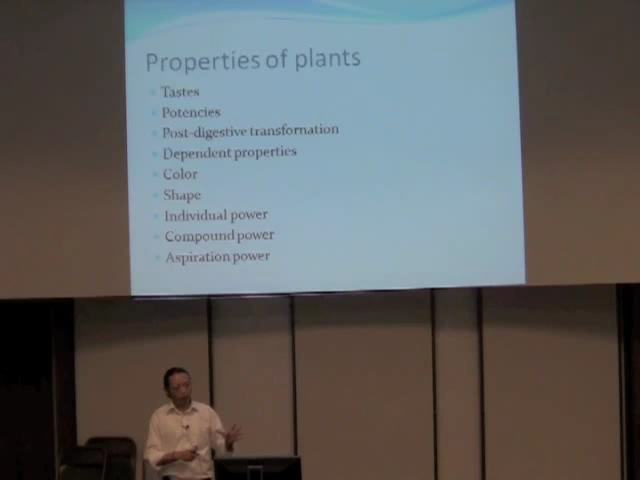 Properties of plants
Tastes
Potencies
Post-digestive transformation
Dependent properties
Color
Shape
Individual power
Compound power
Aspiration power